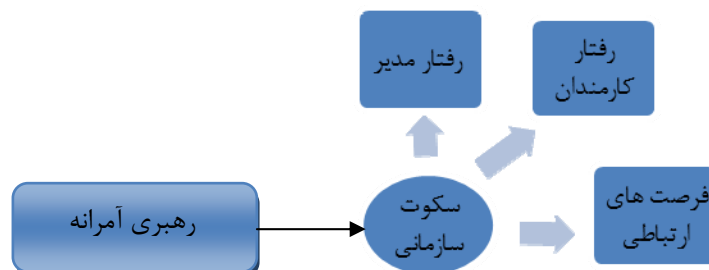 رفتار مدیر
رفتار
کارمندان
رهبری آمرانه
سکوت
سازمانی
فرصت های
ارتباطی